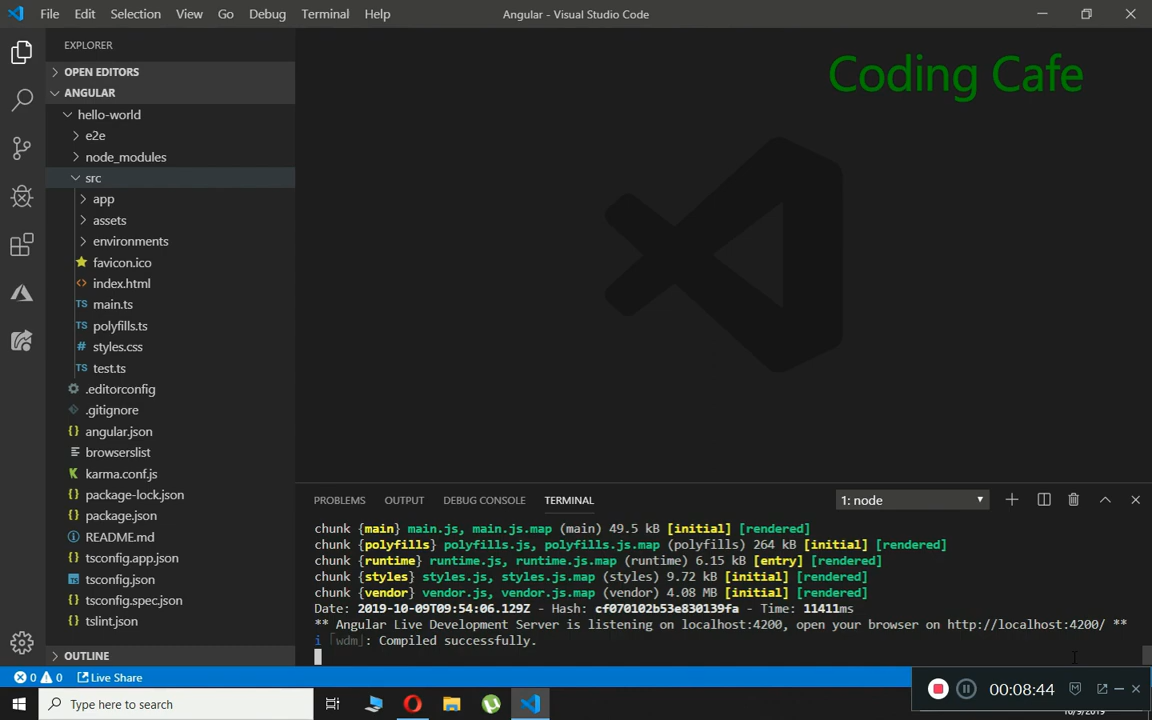 File Edit Selection View Go Debug Terminal Help
Angular - Visual Studio Code
EXPLORER
OPEN EDITORS
ANGULAR
hello-world
e2e
node_modules
src
app
assets
environments
favicon.ico
<> index.html
TS main.ts
TS polyfills.ts
# styles.css
TS test.ts
.editorconfig
.gitignore
{} angular.json
browserslist
karma.conf.js
{} package-lock.json
{} package.json
README.md
{} tsconfig.app.json
TS tsconfig.json
{} tsconfig.spec.json
{} tslint.json
OUTLINE
Coding Cafe
PROBLEMS OUTPUT DEBUG CONSOLE TERMINAL
1: node
chunk {main} main.js, main.js.map (main) 49.5 kB [initial] [rendered]
chunk {polyfills} polyfills.js, polyfills.js.map (polyfills) 264 kB [initial] [rendered]
chunk {runtime} runtime.js, runtime.js.map (runtime) 6.15 kB [entry] [rendered]
chunk {styles} styles.js, styles.js.map (styles) 9.72 kB [initial] [rendered]
chunk {vendor} vendor.js, vendor.js.map (vendor) 4.08 MB [initial] [rendered]
Date: 2019-10-09T09:54:06.129Z - Hash: cf070102b53e830139fa - Time: 11411ms
** Angular Live Development Server is listening on localhost:4200, open your browser on http://localhost:4200/ **
i ｢wdm｣: Compiled successfully.
0 0 Live Share
00:08:44
Type here to search
10/9/2019